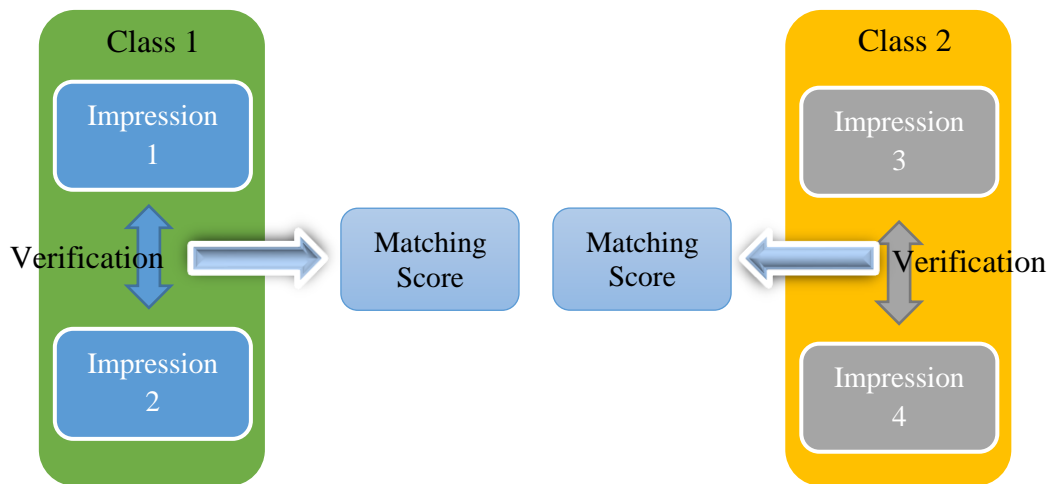 Class 1
Impression
1
Verification
Impression
2
Matching
Score
Matching
Score
Class 2
Impression
3
Verification
Impression
4